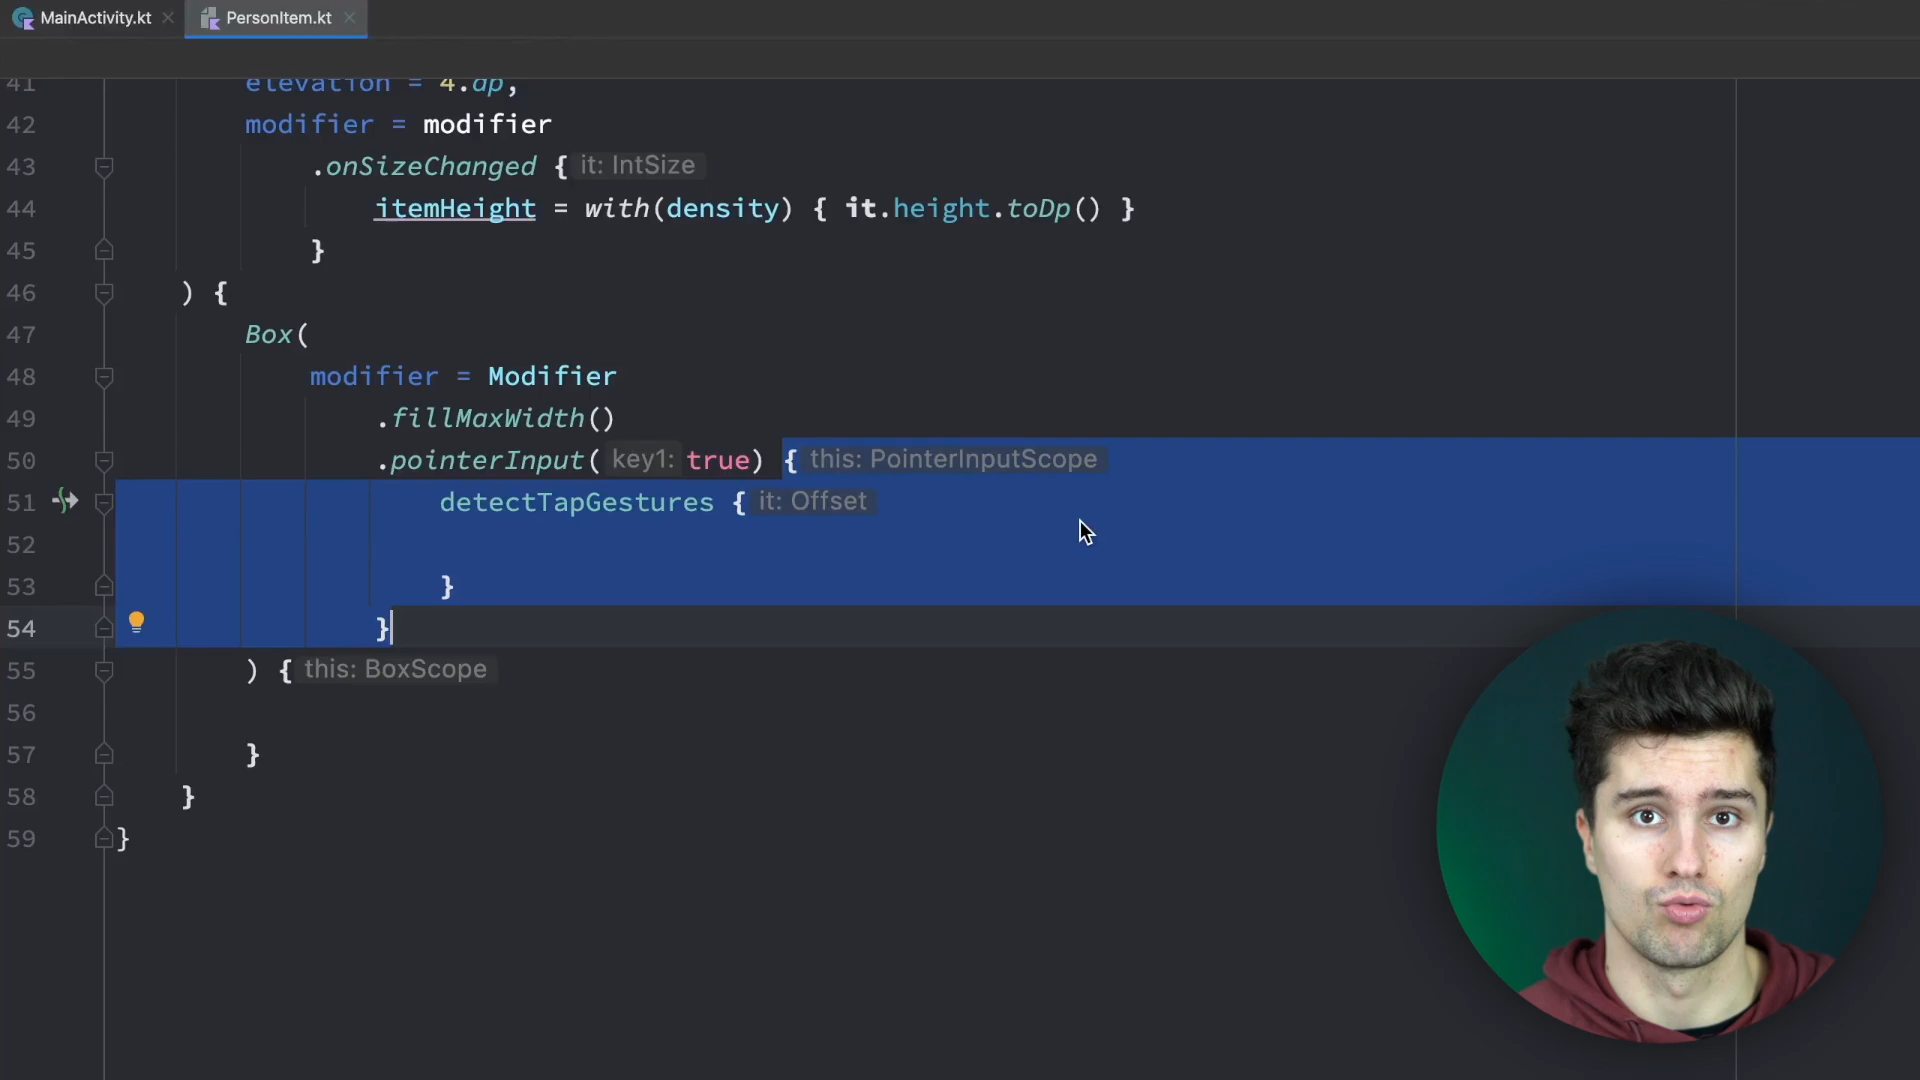 MainActivity.kt PersonItem.kt
41 elevation = 4.dp,
42 modifier = modifier
43 .onSizeChanged { it: IntSize
44 itemHeight = with(density) { it.height.toDp() }
45 }
46 ) {
47 Box(
48 modifier = Modifier
49 .fillMaxWidth()
50 .pointerInput( key1: true) { this: PointerInputScope
51 detectTapGestures { it: Offset
52
53 }
54 }
55 ) { this: BoxScope
56
57 }
58 }
59 }